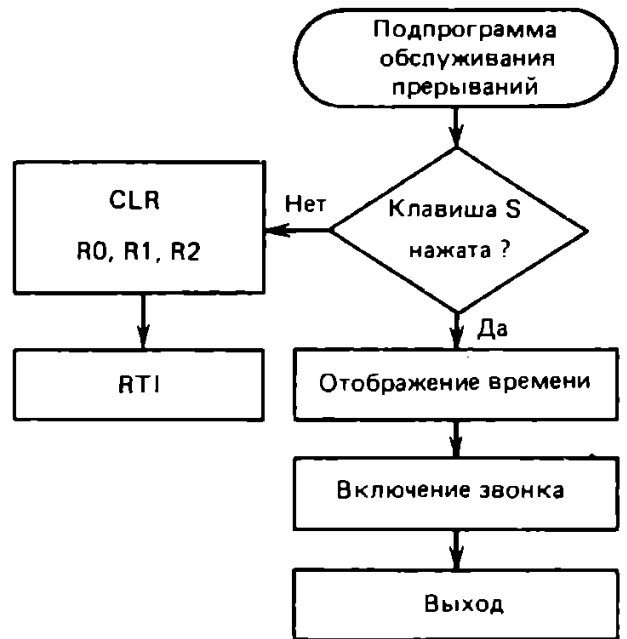 Подпрограмма
обслуживания
прерываний
Клавиша S
нажата ?
Нет
CLR
R0, R1, R2
RTI
Да
Отображение времени
Включение звонка
Выход